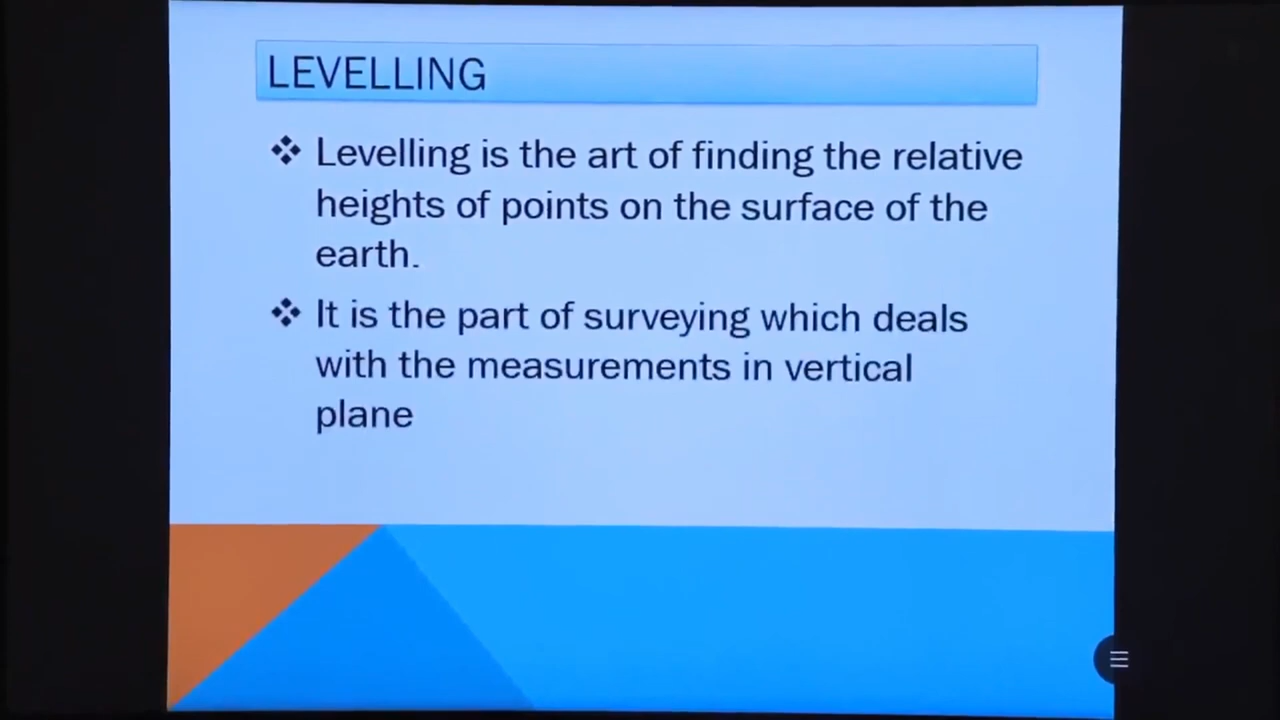 LEVELLING
❖ Levelling is the art of finding the relative
heights of points on the surface of the
earth.
❖ It is the part of surveying which deals
with the measurements in vertical
plane